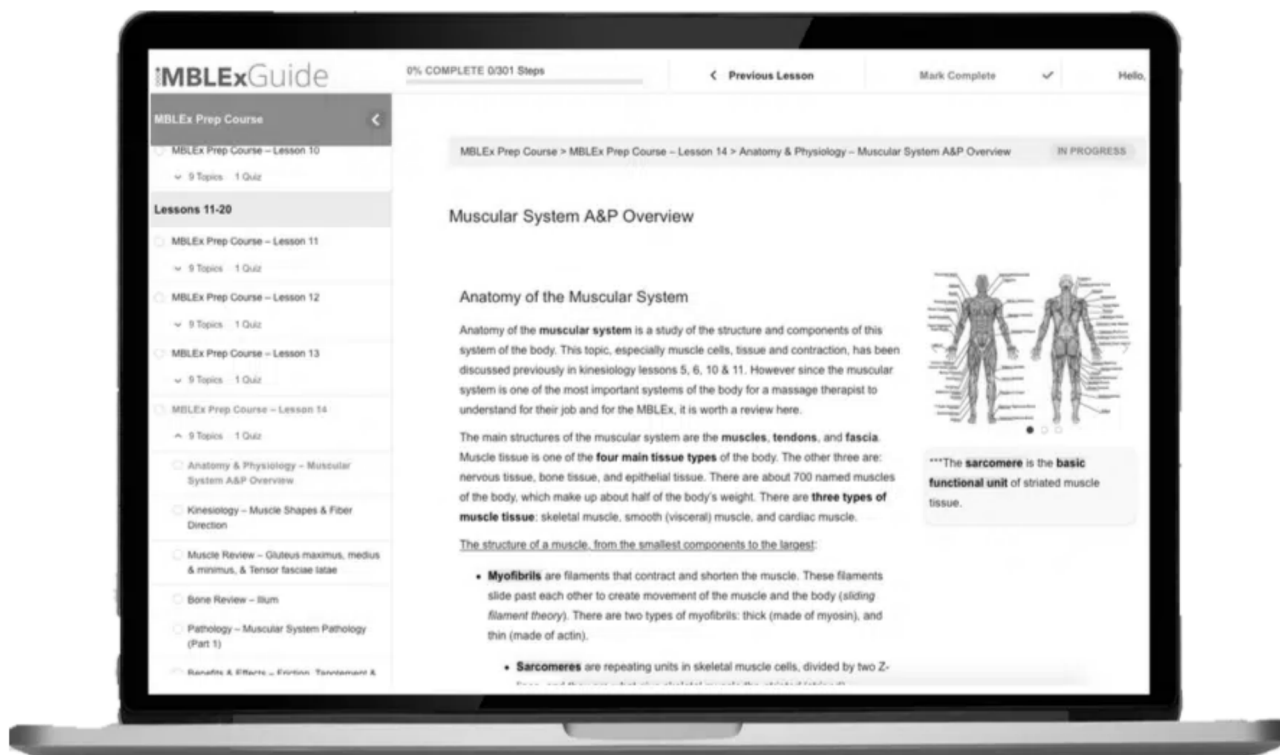 MBLExGuide
0% COMPLETE 0/301 Steps
Previous Lesson
Mark Complete
Hello,
MBLEx Prep Course
MBLEx Prep Course – Lesson 10
9 Topics 1 Quiz
Lessons 11-20
MBLEx Prep Course – Lesson 11
9 Topics 1 Quiz
MBLEx Prep Course – Lesson 12
9 Topics 1 Quiz
MBLEx Prep Course – Lesson 13
9 Topics 1 Quiz
MBLEx Prep Course – Lesson 14
9 Topics 1 Quiz
Anatomy & Physiology – Muscular
System A&P Overview
Kinesiology – Muscle Shapes & Fiber
Direction
Muscle Review – Gluteus maximus, medius
& minimus, & Tensor fasciae latae
Bone Review – Ilium
Pathology – Muscular System Pathology
(Part 1)
Benefits & Effects – Friction, Tapotement &
MBLEx Prep Course > MBLEx Prep Course – Lesson 14 > Anatomy & Physiology – Muscular System A&P Overview
IN PROGRESS
Muscular System A&P Overview
Anatomy of the Muscular System
Anatomy of the muscular system is a study of the structure and components of this
system of the body. This topic, especially muscle cells, tissue and contraction, has been
discussed previously in kinesiology lessons 5, 6, 10 & 11. However since the muscular
system is one of the most important systems of the body for a massage therapist to
understand for their job and for the MBLEx, it is worth a review here.
The main structures of the muscular system are the muscles, tendons, and fascia.
Muscle tissue is one of the four main tissue types of the body. The other three are:
nervous tissue, bone tissue, and epithelial tissue. There are about 700 named muscles
of the body, which make up about half of the body's weight. There are three types of
muscle tissue: skeletal muscle, smooth (visceral) muscle, and cardiac muscle.
The structure of a muscle, from the smallest components to the largest:
• Myofibrils are filaments that contract and shorten the muscle. These filaments
slide past each other to create movement of the muscle and the body (sliding
filament theory). There are two types of myofibrils: thick (made of myosin), and
thin (made of actin).
• Sarcomeres are repeating units in skeletal muscle cells, divided by two Z-
***The sarcomere is the basic
functional unit of striated muscle
tissue.